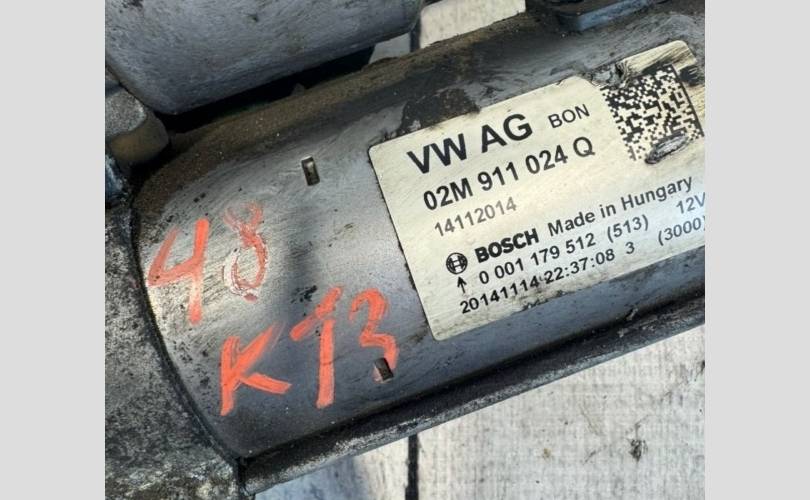 VW AG BON
02M 911 024 Q
14112014
BOSCH Made in Hungary
0 001 179 512 (513) 12V
20141114 22:37:08 3 (3000)
48
K13